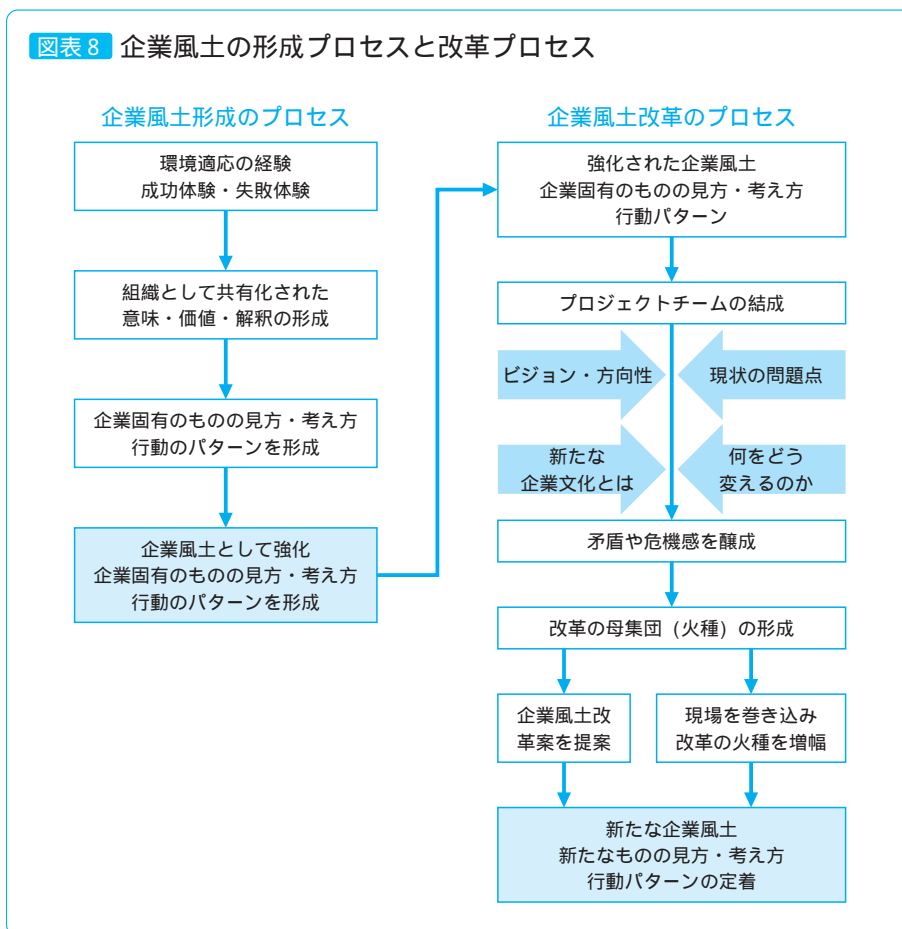 図表8 企業風土の形成プロセスと改革プロセス
企業風土形成のプロセス
環境適応の経験
成功体験・失敗体験
組織として共有化された
意味・価値・解釈の形成
企業固有のものの見方・考え方
行動のパターンを形成
企業風土として強化
企業固有のものの見方・考え方
行動のパターンを形成
企業風土改革のプロセス
強化された企業風土
企業固有のものの見方・考え方
行動パターン
プロジェクトチームの結成
ビジョン・方向性
現状の問題点
新たな
企業文化とは
何をどう
変えるのか
矛盾や危機感を醸成
改革の母集団（火種）の形成
企業風土改
革案を提案
現場を巻き込み
改革の火種を増幅
新たな企業風土
新たなものの見方・考え方
行動パターンの定着